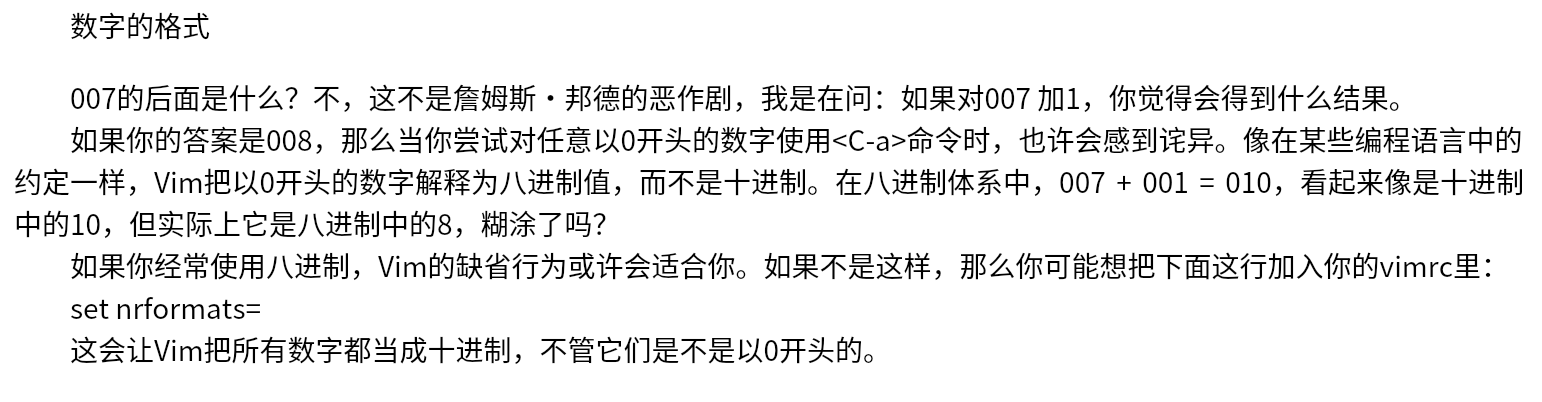 数字的格式
007的后面是什么？不，这不是詹姆斯·邦德的恶作剧，我是在问：如果对007 加1，你觉得会得到什么结果。
如果你的答案是008，那么当你尝试对任意以0开头的数字使用<C-a>命令时，也许会感到诧异。像在某些编程语言中的
约定一样，Vim把以0开头的数字解释为八进制值，而不是十进制。在八进制体系中，007 + 001 = 010，看起来像是十进制
中的10，但实际上它是八进制中的8，糊涂了吗？
如果你经常使用八进制，Vim的缺省行为或许会适合你。如果不是这样，那么你可能想把下面这行加入你的vimrc里：
set nrformats=
这会让Vim把所有数字都当成十进制，不管它们是不是以0开头的。